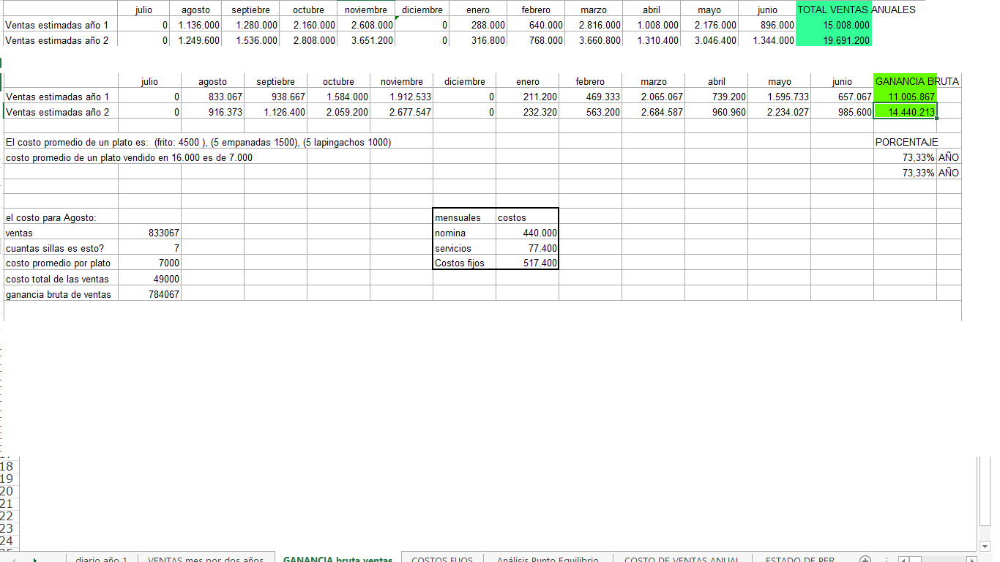 julio agosto septiembre octubre noviembre diciembre enero febrero marzo abril mayo junio TOTAL VENTAS ANUALES
Ventas estimadas año 1 0 1.136.000 1.280.000 2.160.000 2.608.000 0 288.000 640.000 2.816.000 1.008.000 2.176.000 896.000 15.008.000
Ventas estimadas año 2 0 1.249.600 1.536.000 2.808.000 3.651.200 0 316.800 768.000 3.660.800 1.310.400 3.046.400 1.344.000 19.691.200
julio agosto septiembre octubre noviembre diciembre enero febrero marzo abril mayo junio GANANCIA BRUTA
Ventas estimadas año 1 0 833.067 938.667 1.584.000 1.912.533 0 211.200 469.333 2.065.067 739.200 1.595.733 657.067 11.005.867
Ventas estimadas año 2 0 916.373 1.126.400 2.059.200 2.677.547 0 232.320 563.200 2.684.587 960.960 2.234.027 985.600 14.440.213
El costo promedio de un plato es: (frito: 4500 ), (5 empanadas 1500), (5 lapingachos 1000) PORCENTAJE
costo promedio de un plato vendido en 16.000 es de 7.000 73,33% AÑO
73,33% AÑO
el costo para Agosto: mensuales costos
ventas 833067 nomina 440.000
cuantas sillas es esto? 7 servicios 77.400
costo promedio por plato 7000 Costos fijos 517.400
costo total de las ventas 49000
ganancia bruta de ventas 784067
18
19
20
21
22
23
24
diario año 1 VENTAS mes por dos años GANANCIA bruta ventas COSTOS FIJOS Análisis Punto Equilibrio COSTO DE VENTAS ANUAL ESTADO DE PER